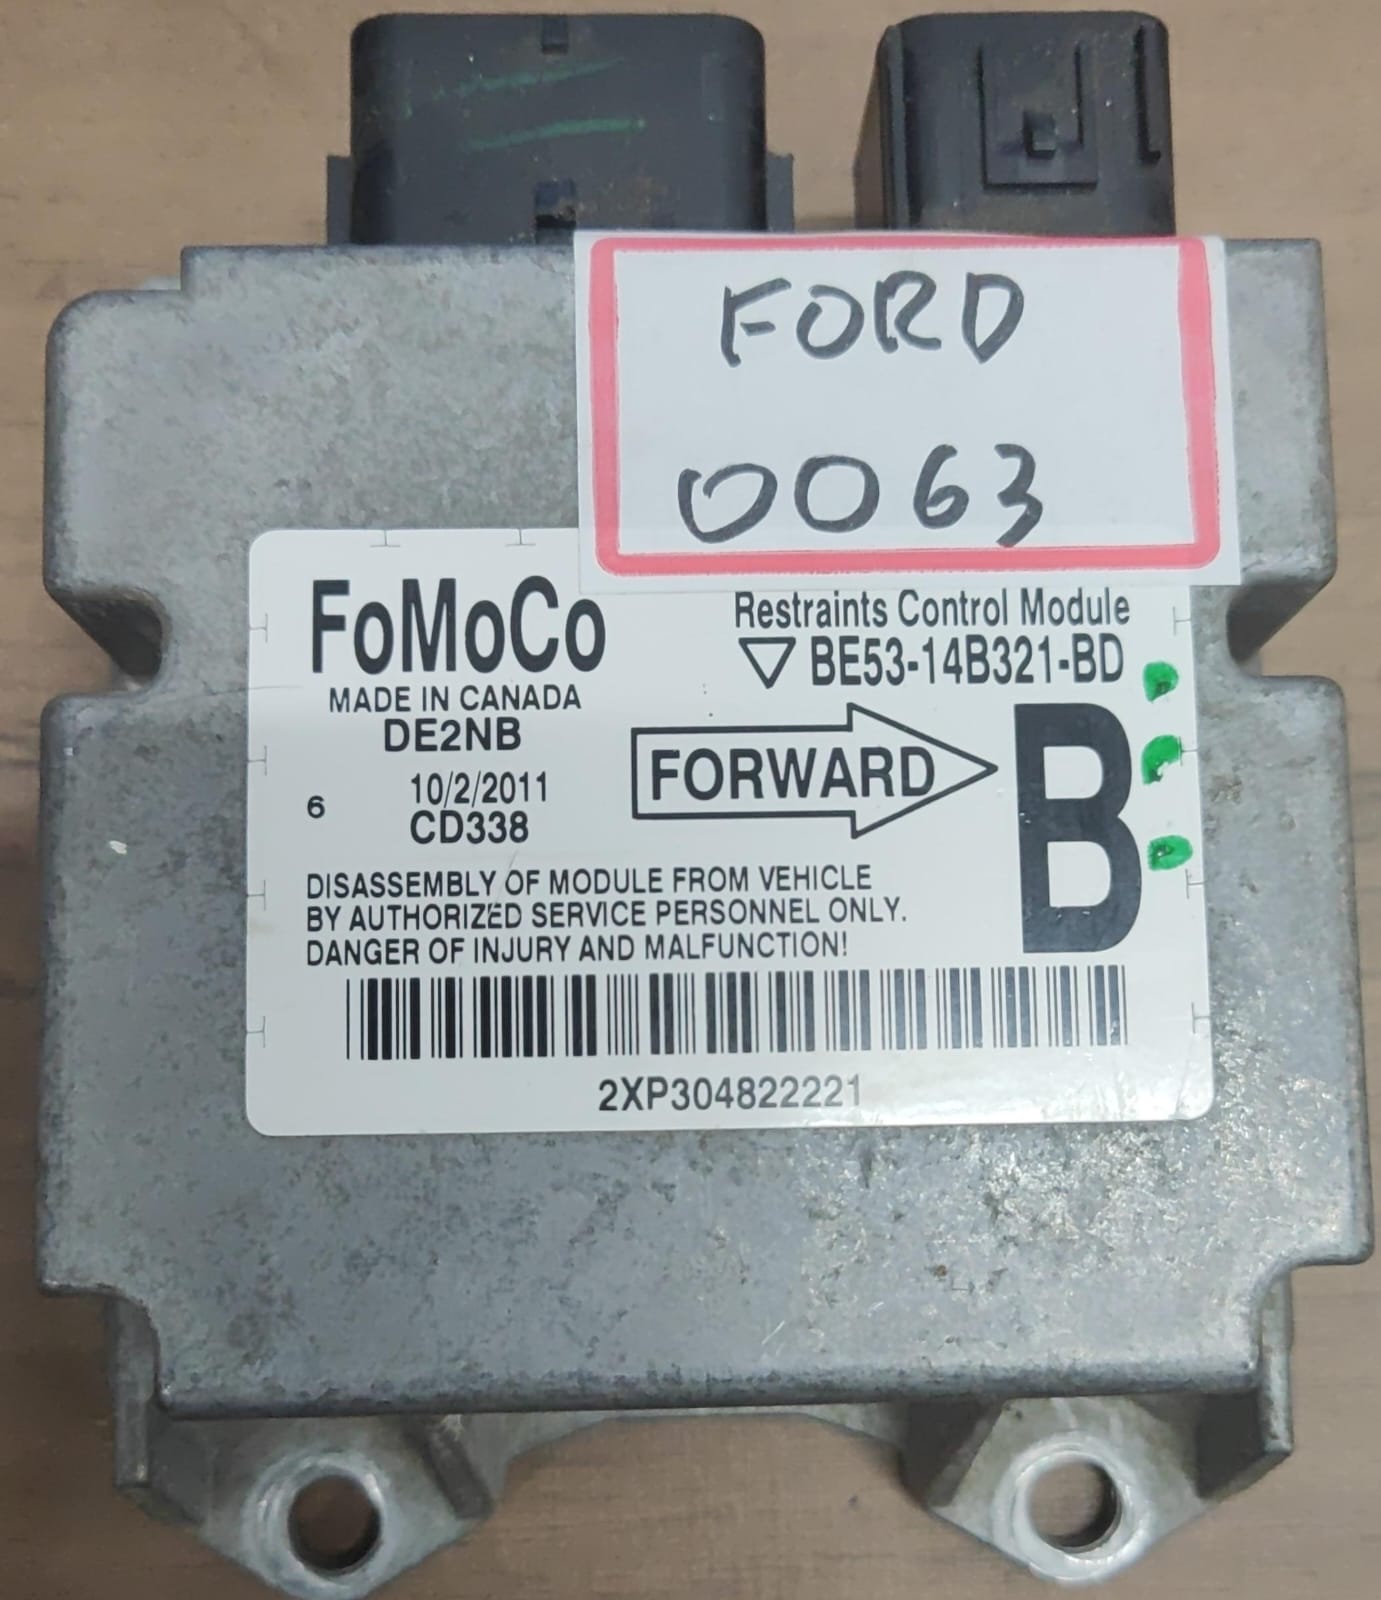 FORD
0063
FoMoCo
MADE IN CANADA
DE2NB
6
10/2/2011
CD338
Restraints Control Module
BE53-14B321-BD
FORWARD
B
DISASSEMBLY OF MODULE FROM VEHICLE
BY AUTHORIZED SERVICE PERSONNEL ONLY.
DANGER OF INJURY AND MALFUNCTION!
2XP304822221